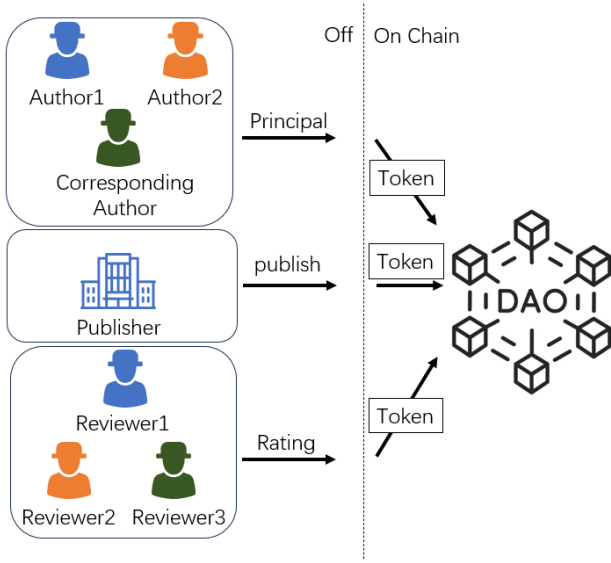 Off On Chain
Author1 Author2
Principal
Corresponding
Author
Token
publish
Token
DAO
Publisher
Reviewer1
Token
Rating
Reviewer2 Reviewer3